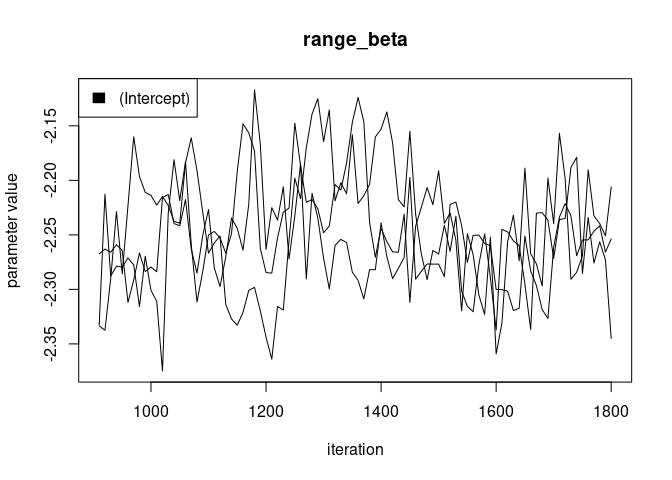 range_beta
(Intercept)
parameter value
-2.15
-2.20
-2.25
-2.30
-2.35
1000 1200 1400 1600 1800
iteration